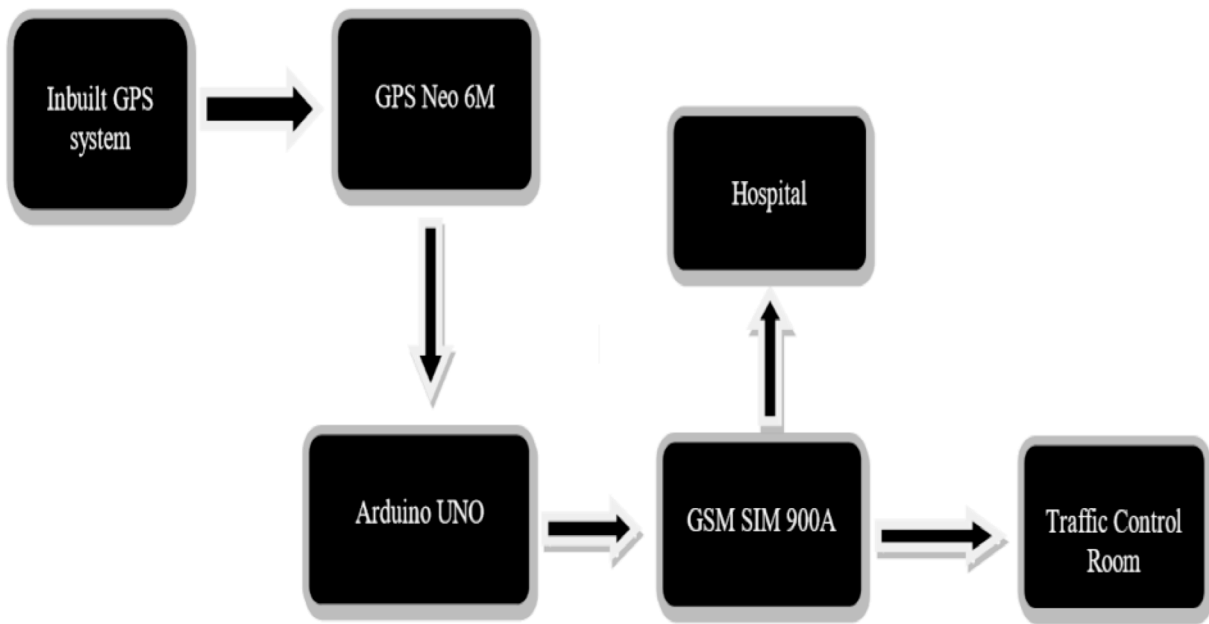 Inbuilt GPS
system
GPS Neo 6M
Hospital
Arduino UNO
GSM SIM 900A
Traffic Control
Room